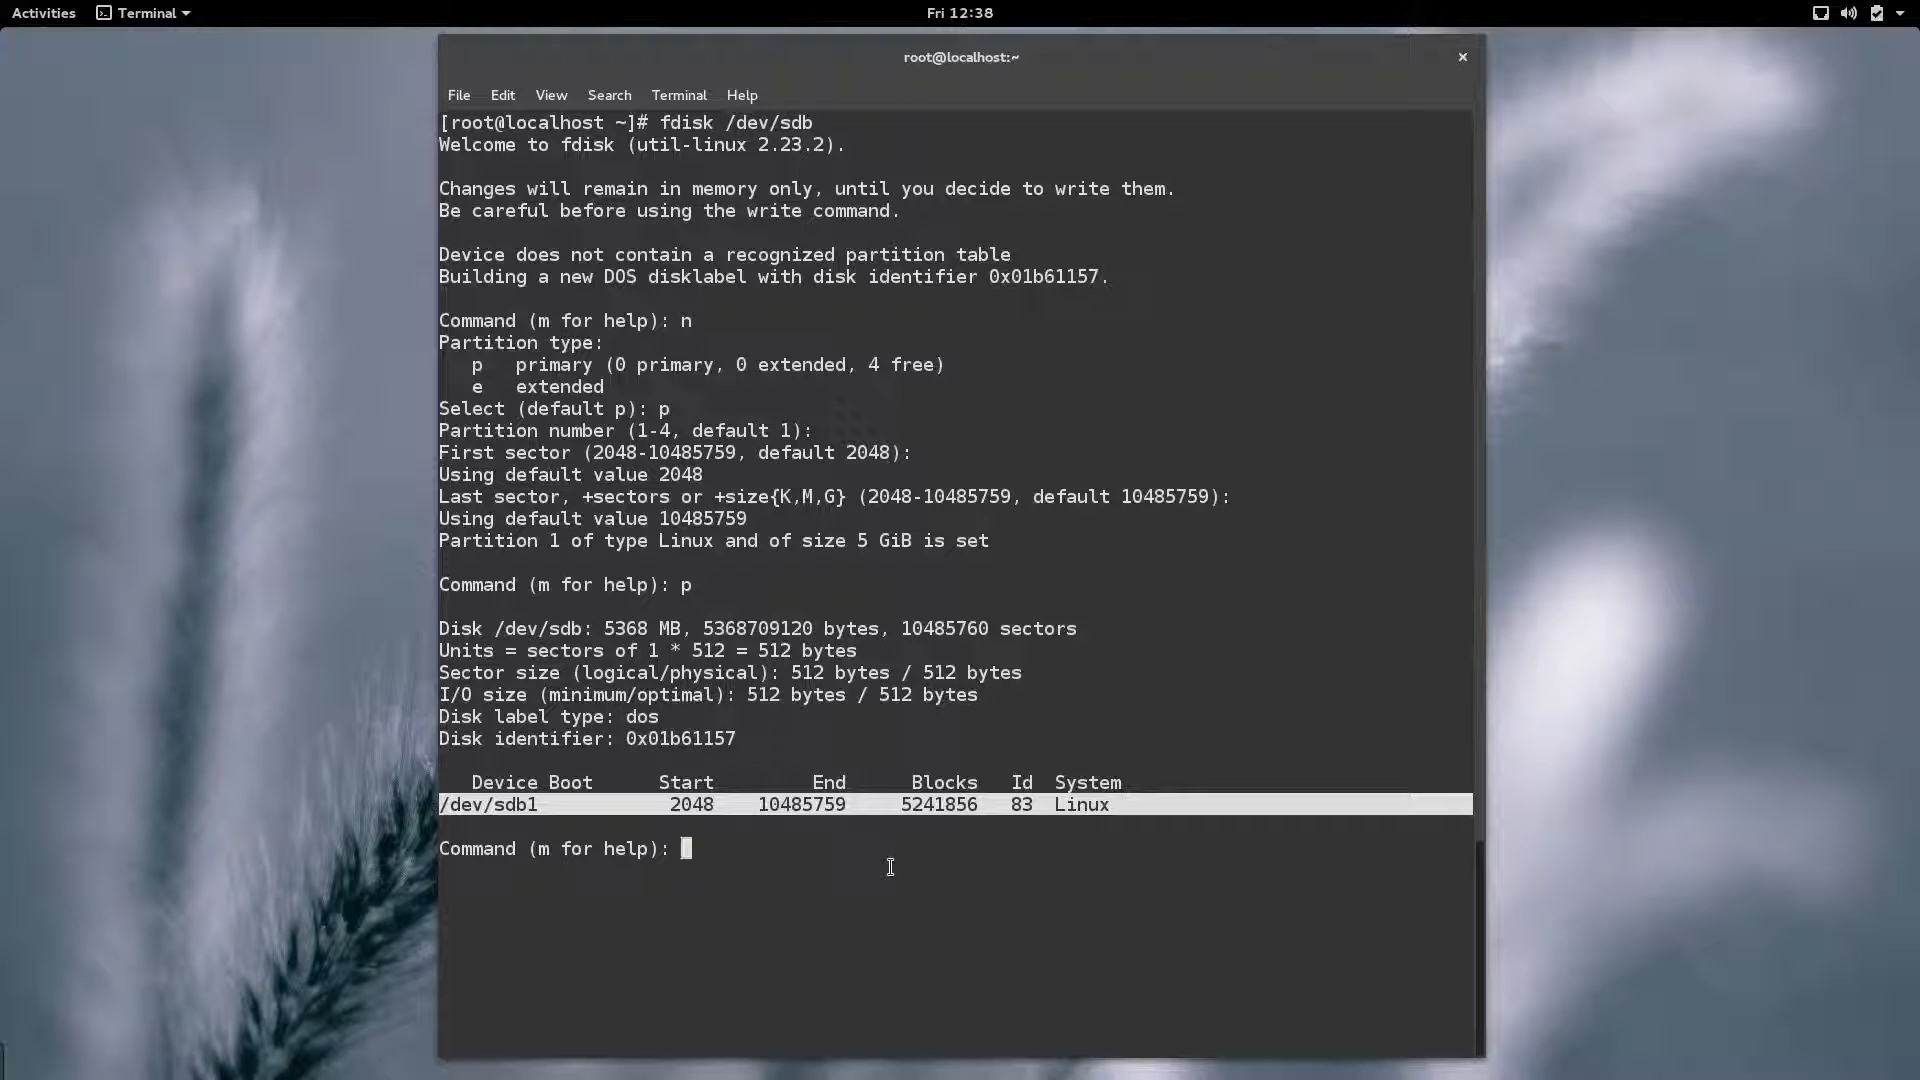 Activities Terminal Fri 12:38
root@localhost:~
File Edit View Search Terminal Help
[root@localhost ~]# fdisk /dev/sdb
Welcome to fdisk (util-linux 2.23.2).
Changes will remain in memory only, until you decide to write them.
Be careful before using the write command.
Device does not contain a recognized partition table
Building a new DOS disklabel with disk identifier 0x01b61157.
Command (m for help): n
Partition type:
   p   primary (0 primary, 0 extended, 4 free)
   e   extended
Select (default p): p
Partition number (1-4, default 1):
First sector (2048-10485759, default 2048):
Using default value 2048
Last sector, +sectors or +size{K,M,G} (2048-10485759, default 10485759):
Using default value 10485759
Partition 1 of type Linux and of size 5 GiB is set
Command (m for help): p
Disk /dev/sdb: 5368 MB, 5368709120 bytes, 10485760 sectors
Units = sectors of 1 * 512 = 512 bytes
Sector size (logical/physical): 512 bytes / 512 bytes
I/O size (minimum/optimal): 512 bytes / 512 bytes
Disk label type: dos
Disk identifier: 0x01b61157
   Device Boot      Start         End      Blocks   Id  System
/dev/sdb1            2048    10485759     5241856   83  Linux
Command (m for help):